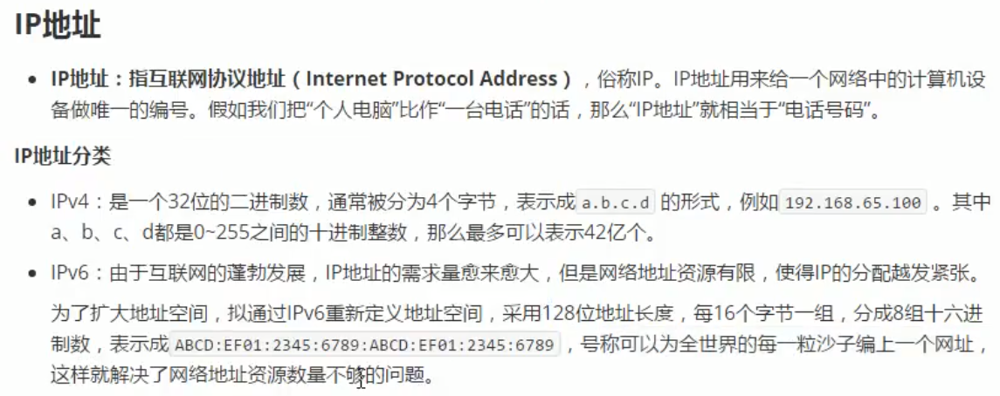 IP地址
IP地址：指互联网协议地址（Internet Protocol Address），俗称IP。IP地址用来给一个网络中的计算机设
备做唯一的编号。假如我们把“个人电脑”比作“一台电话”的话，那么“IP地址”就相当于“电话号码”。
IP地址分类
IPv4：是一个32位的二进制数，通常被分为4个字节，表示成 a.b.c.d 的形式，例如 192.168.65.100 。其中
a、b、c、d都是0~255之间的十进制整数，那么最多可以表示42亿个。
IPv6：由于互联网的蓬勃发展，IP地址的需求量愈来愈大，但是网络地址资源有限，使得IP的分配越发紧张。
为了扩大地址空间，拟通过IPv6重新定义地址空间，采用128位地址长度，每16个字节一组，分成8组十六进
制数，表示成 ABCD:EF01:2345:6789:ABCD:EF01:2345:6789 ，号称可以为全世界的每一粒沙子编上一个网址，
这样就解决了网络地址资源数量不够的问题。